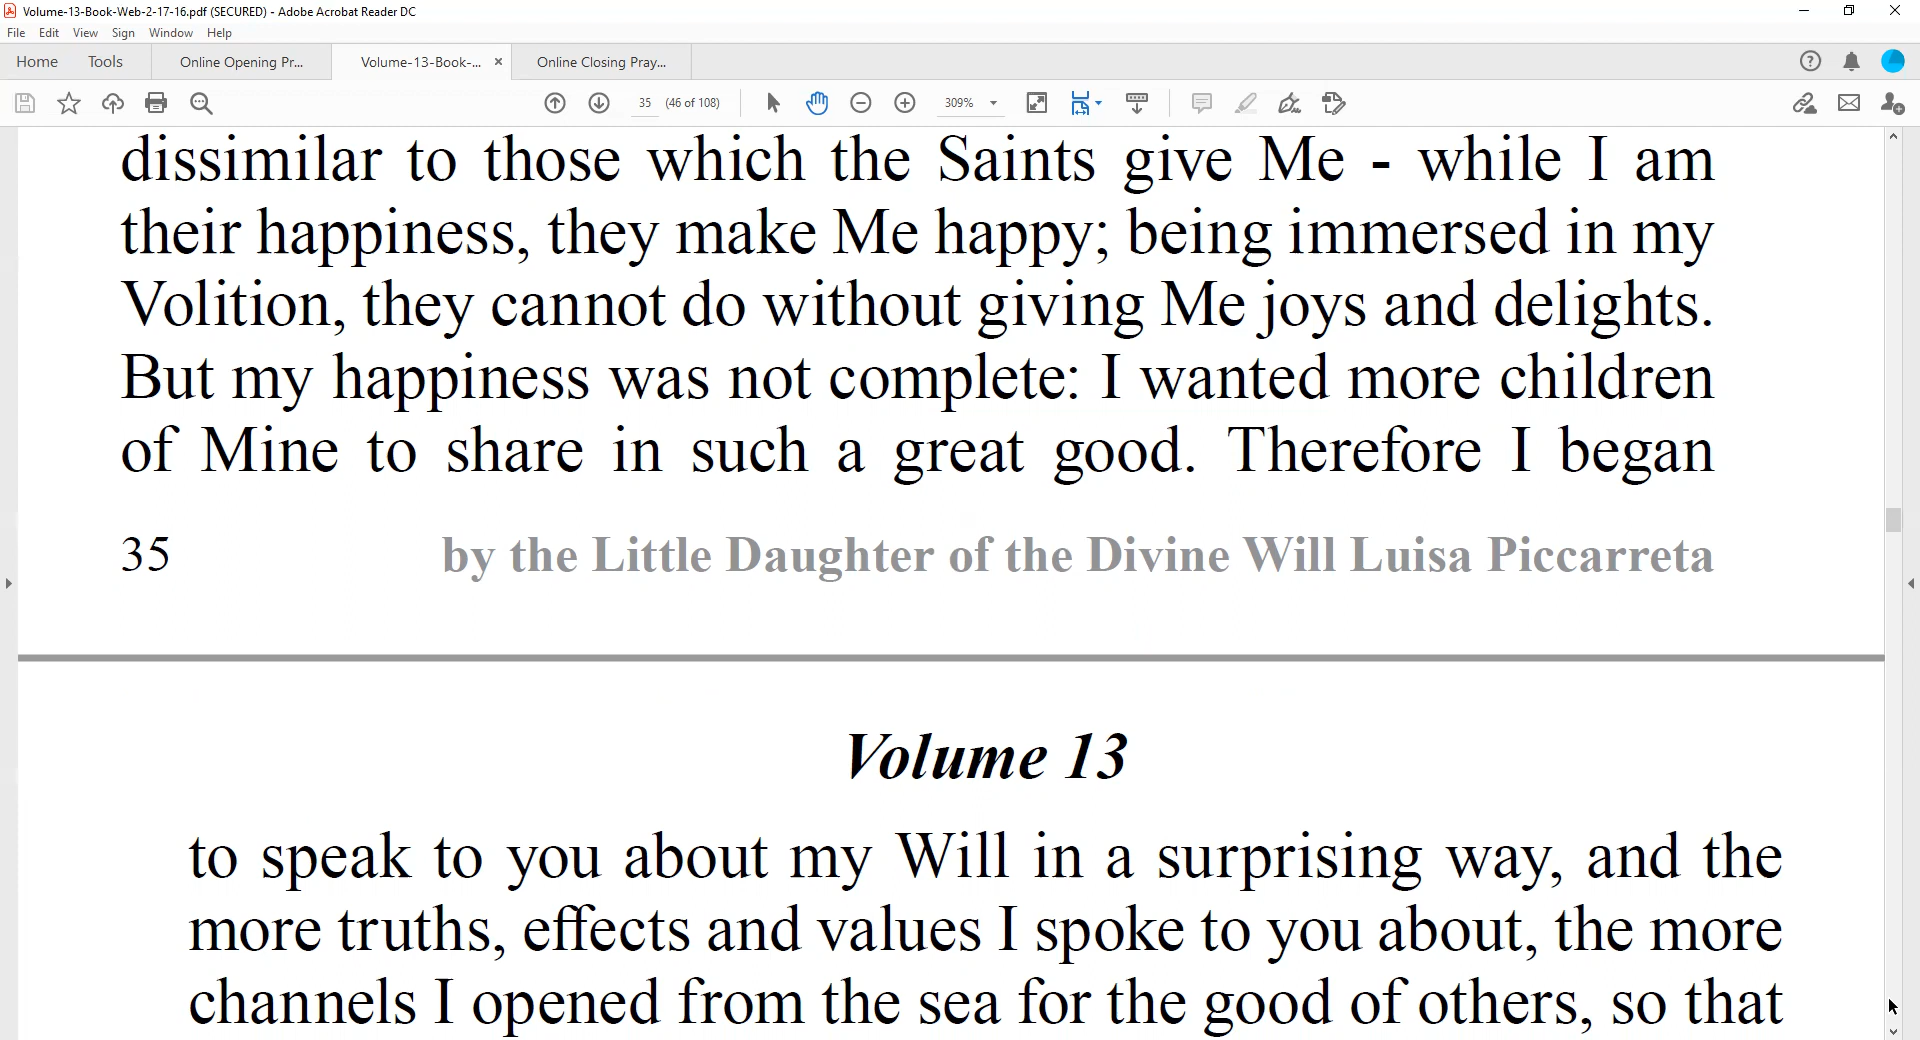 Volume-13-Book-Web-2-17-16.pdf (SECURED) - Adobe Acrobat Reader DC
File Edit View Sign Window Help
Home Tools Online Opening Pr... Volume-13-Book-... × Online Closing Pray...
35 (46 of 108) 309%
dissimilar to those which the Saints give Me - while I am
their happiness, they make Me happy; being immersed in my
Volition, they cannot do without giving Me joys and delights.
But my happiness was not complete: I wanted more children
of Mine to share in such a great good. Therefore I began
35 by the Little Daughter of the Divine Will Luisa Piccarreta
Volume 13
to speak to you about my Will in a surprising way, and the
more truths, effects and values I spoke to you about, the more
channels I opened from the sea for the good of others, so that